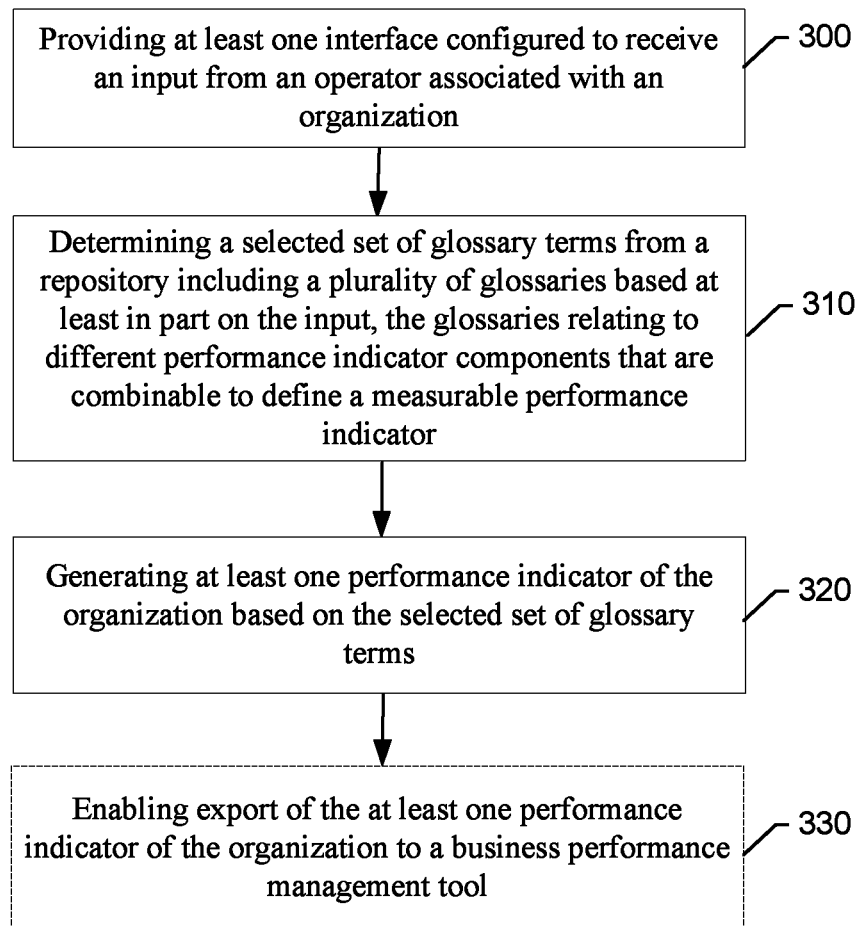 Providing at least one interface configured to receive
an input from an operator associated with an
organization
300
Determining a selected set of glossary terms from a
repository including a plurality of glossaries based at
least in part on the input, the glossaries relating to
different performance indicator components that are
combinable to define a measurable performance
indicator
310
Generating at least one performance indicator of the
organization based on the selected set of glossary
terms
320
Enabling export of the at least one performance
indicator of the organization to a business performance
management tool
330